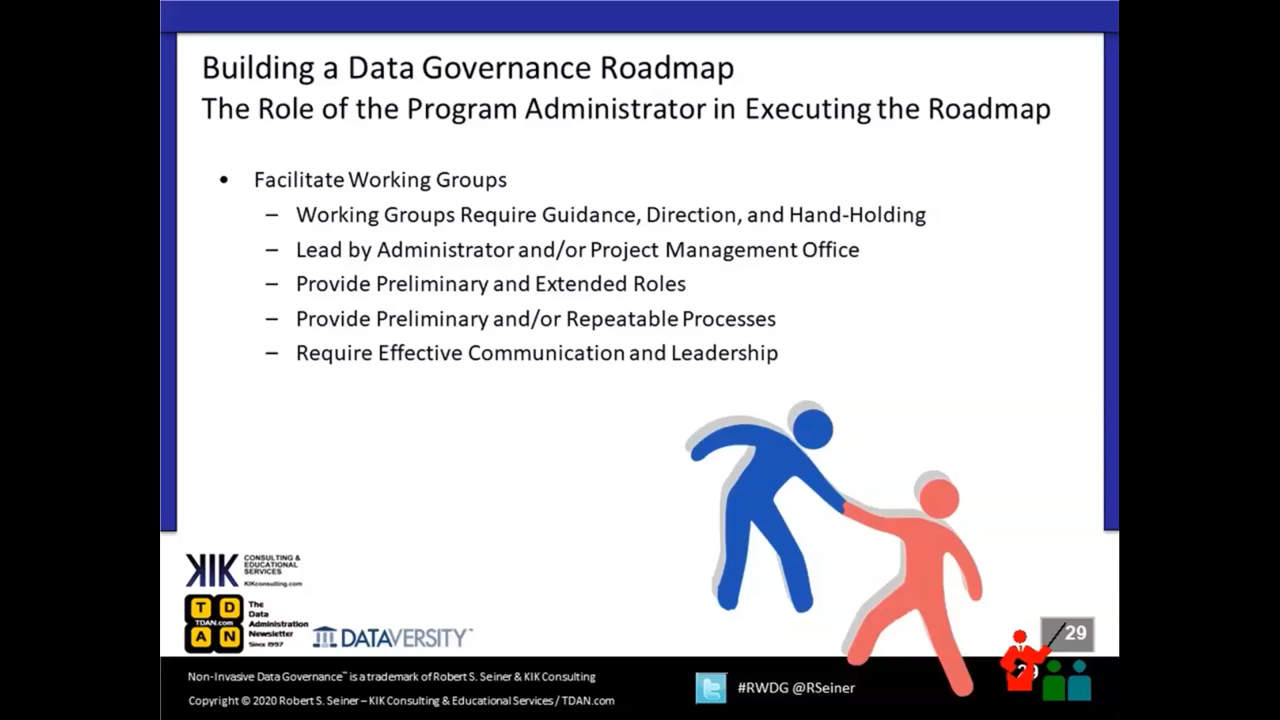 Building a Data Governance Roadmap
The Role of the Program Administrator in Executing the Roadmap
• Facilitate Working Groups
– Working Groups Require Guidance, Direction, and Hand-Holding
– Lead by Administrator and/or Project Management Office
– Provide Preliminary and Extended Roles
– Provide Preliminary and/or Repeatable Processes
– Require Effective Communication and Leadership
KIK CONSULTING &
EDUCATIONAL
SERVICES
KIKconsulting.com
T D
TDAN.com
A N
The
Data
Administration
Newsletter
Since 1997
DATAVERSITY™
29
Non-Invasive Data Governance™ is a trademark of Robert S. Seiner & KIK Consulting
Copyright © 2020 Robert S. Seiner – KIK Consulting & Educational Services / TDAN.com
#RWDG @RSeiner